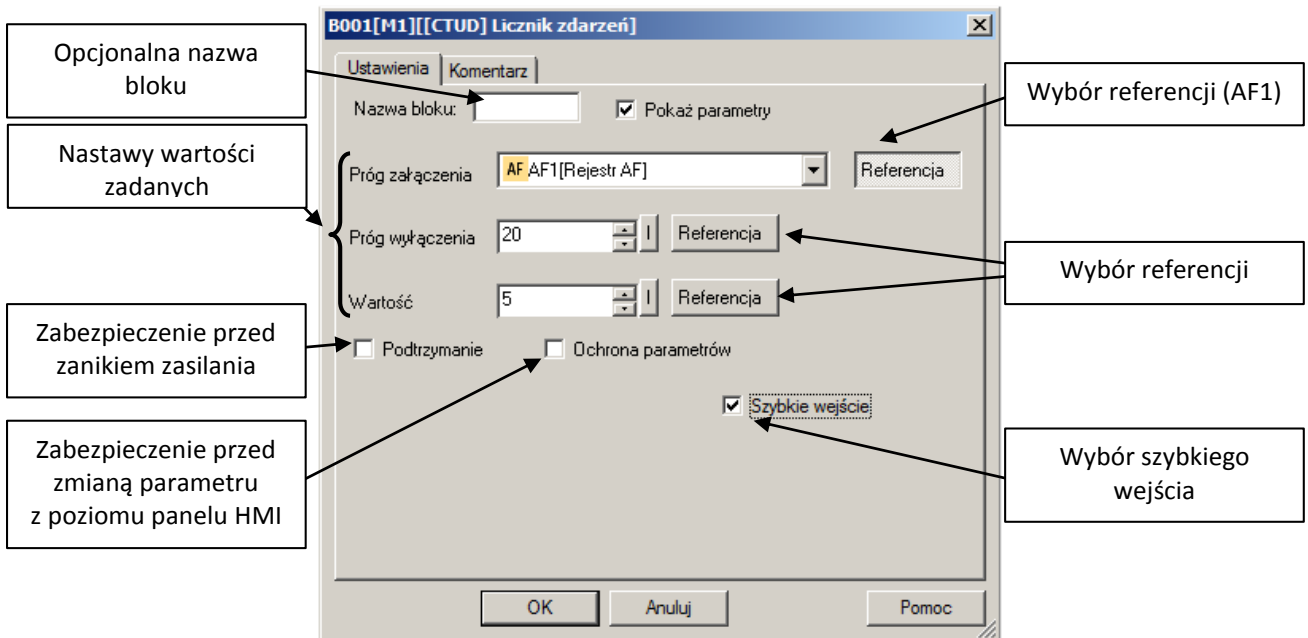 B001[M1][[CTUD] Licznik zdarzeń]
Opcjonalna nazwa
bloku
Ustawienia
Komentarz
Wybór referencji (AF1)
Nazwa bloku:
Pokaż parametry
Nastawy wartości
zadanych
Próg załączenia
AF AF1[Rejestr AF]
Referencja
Próg wyłączenia
20
I
Referencja
Wybór referencji
Wartość
5
I
Referencja
Zabezpieczenie przed
zanikiem zasilania
Podtrzymanie
Ochrona parametrów
Szybkie wejście
Zabezpieczenie przed
zmianą parametru
z poziomu panelu HMI
Wybór szybkiego
wejścia
OK
Anuluj
Pomoc